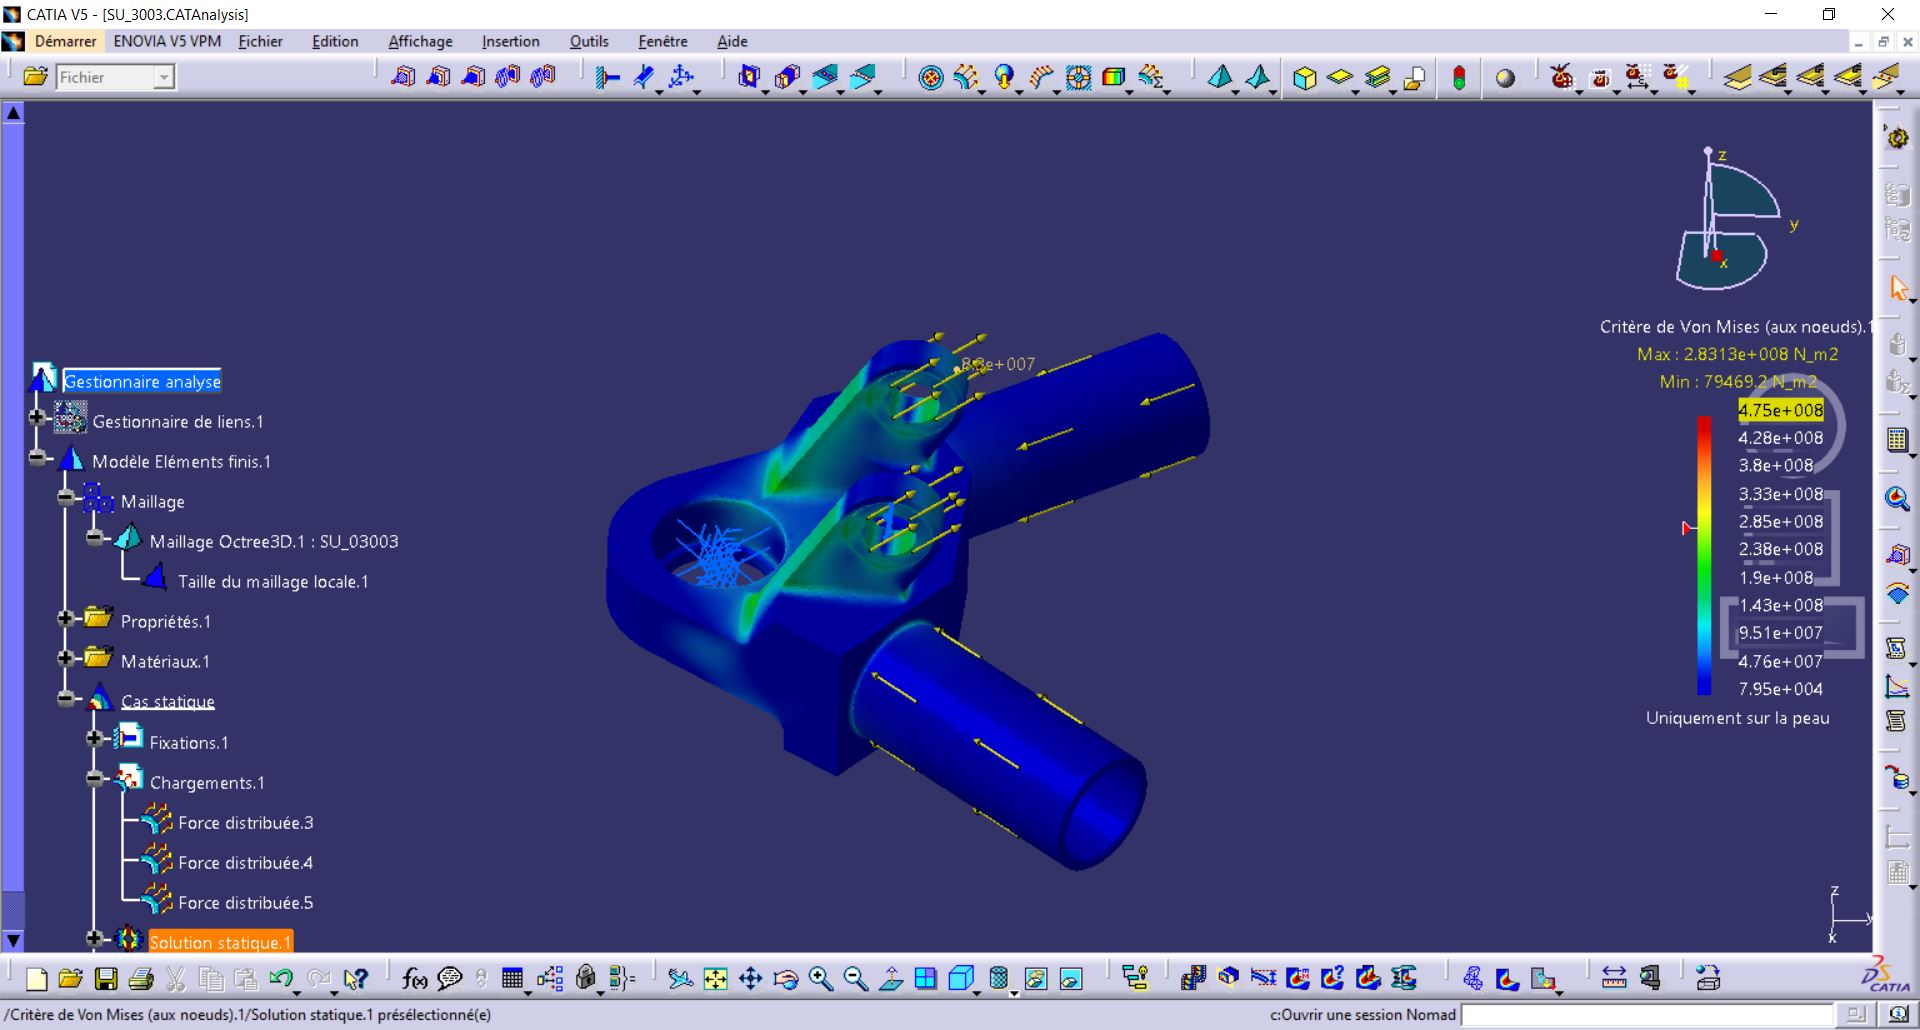 CATIA V5 - [SU_3003.CATAnalysis]
Démarrer ENOVIA V5 VPM Fichier Edition Affichage Insertion Outils Fenêtre Aide
Fichier
z
y
x
Critère de Von Mises (aux noeuds).1
Max : 2.8313e+008 N_m2
Min : 79469.2 N_m2
4.75e+008
4.28e+008
3.8e+008
3.33e+008
2.85e+008
2.38e+008
1.9e+008
1.43e+008
9.51e+007
4.76e+007
7.95e+004
Uniquement sur la peau
Gestionnaire analyse
Gestionnaire de liens.1
Modèle Eléments finis.1
Maillage
Maillage Octree3D.1 : SU_03003
Taille du maillage locale.1
Propriétés.1
Matériaux.1
Cas statique
Fixations.1
Chargements.1
Force distribuée.3
Force distribuée.4
Force distribuée.5
Solution statique.1
z
y
x
f(x)
CATIA
/Critère de Von Mises (aux noeuds).1/Solution statique.1 présélectionné(e) c:Ouvrir une session Nomad